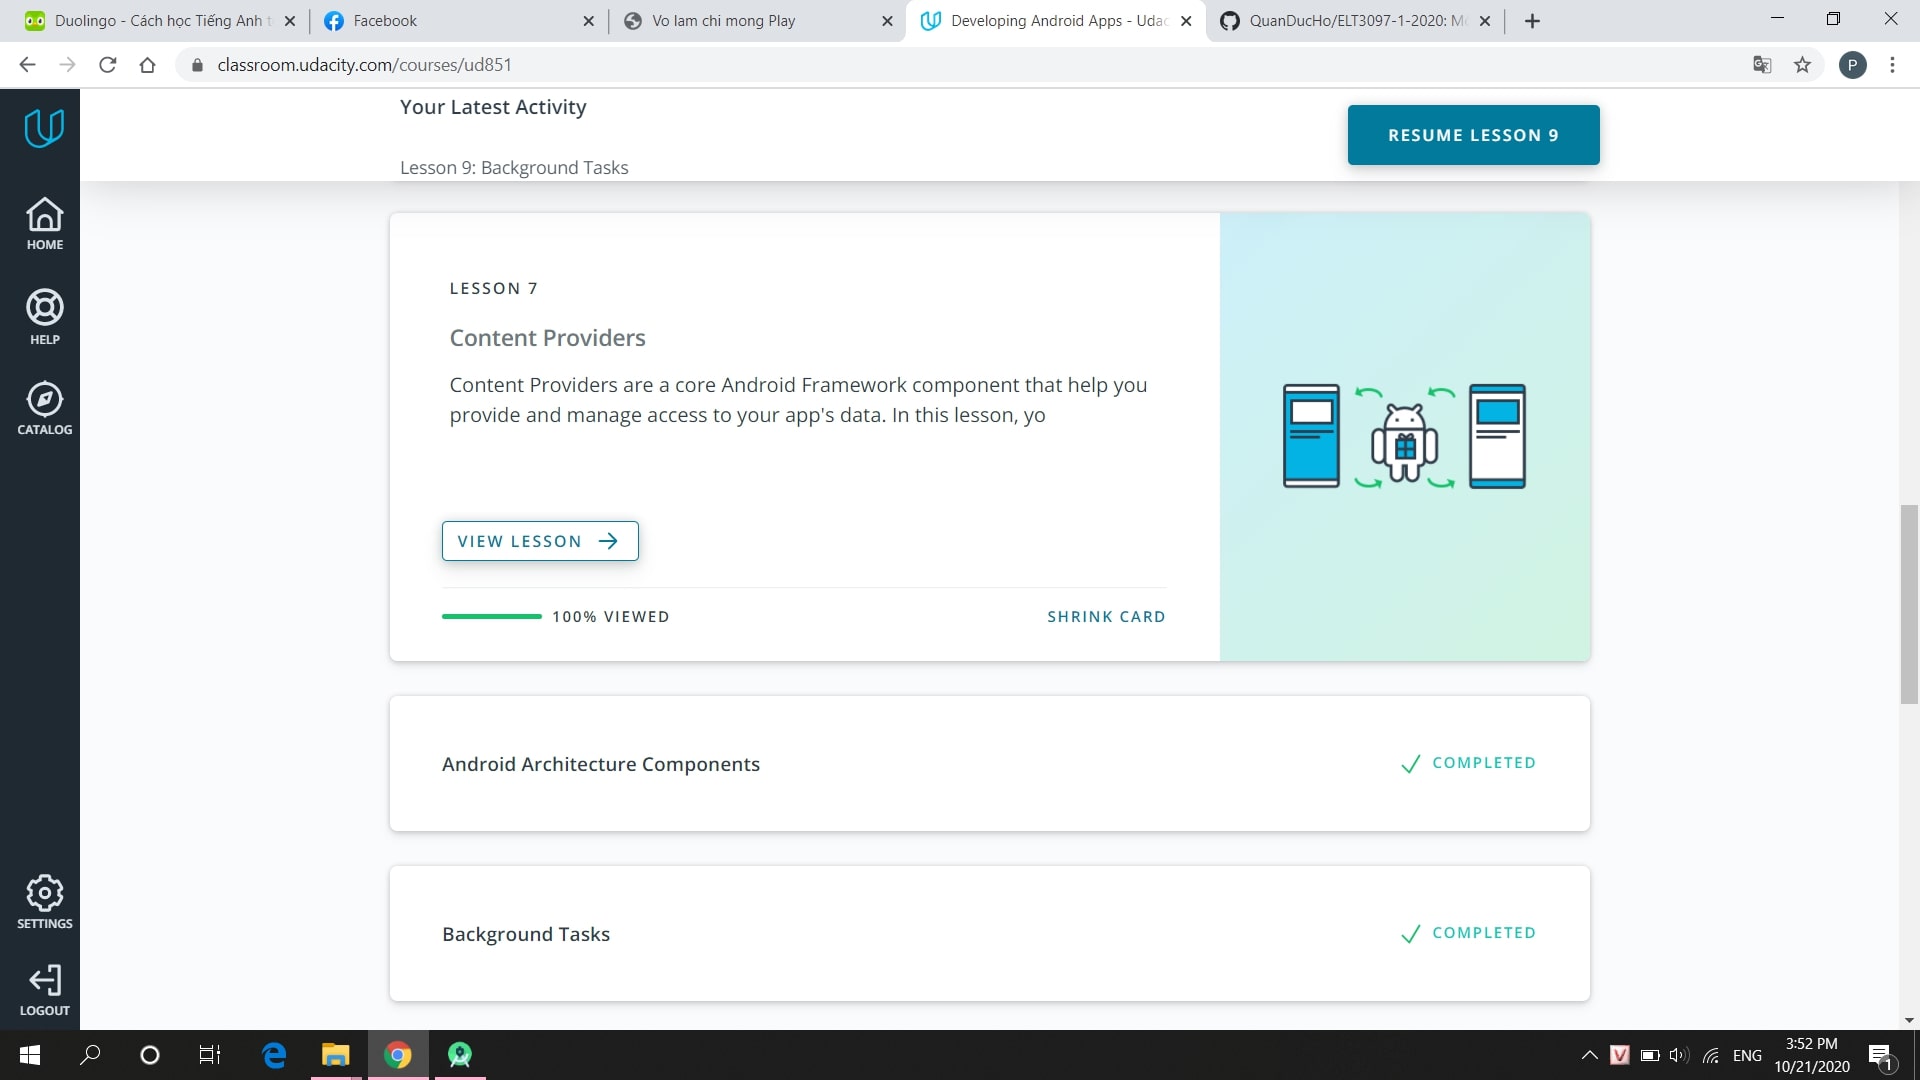 Duolingo - Cách học Tiếng Anh t
Facebook
Vo lam chi mong Play
Developing Android Apps - Udac
QuanDucHo/ELT3097-1-2020: Mo
classroom.udacity.com/courses/ud851
P
Your Latest Activity
RESUME LESSON 9
Lesson 9: Background Tasks
HOME
HELP
CATALOG
SETTINGS
LOGOUT
LESSON 7
Content Providers
Content Providers are a core Android Framework component that help you
provide and manage access to your app's data. In this lesson, yo
VIEW LESSON
100% VIEWED
SHRINK CARD
Android Architecture Components
COMPLETED
Background Tasks
COMPLETED
V
ENG
3:52 PM
10/21/2020
1